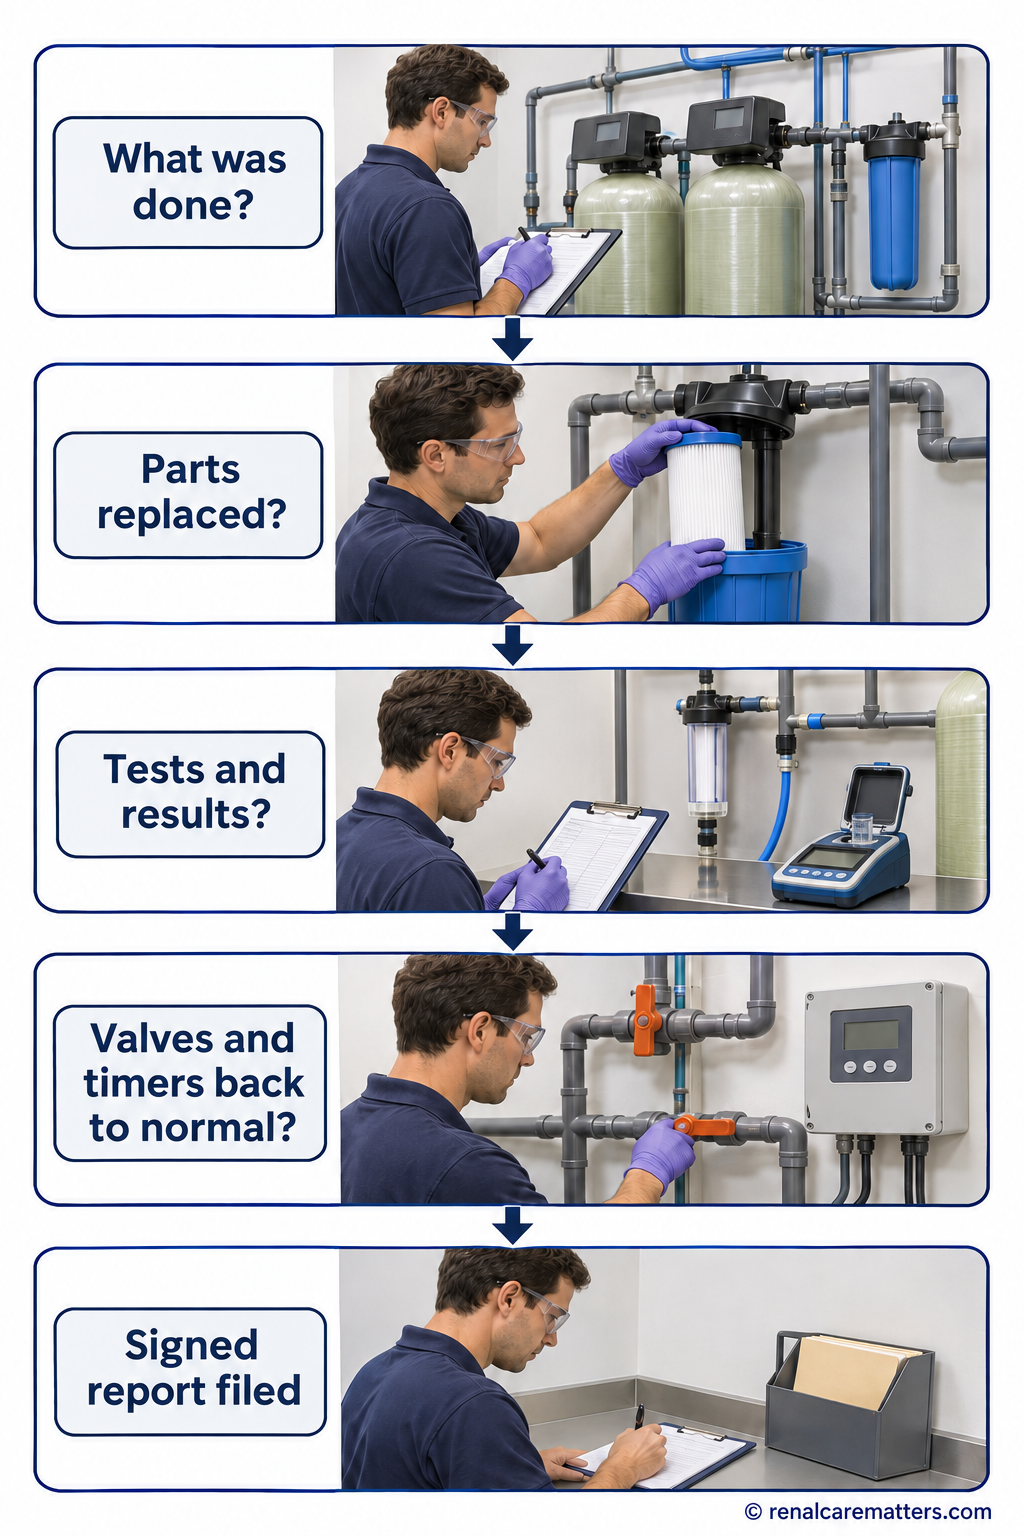 What was
done?
Parts
replaced?
Tests and
results?
Valves and
timers back
to normal?
Signed
report filed
© renalcarematters.com